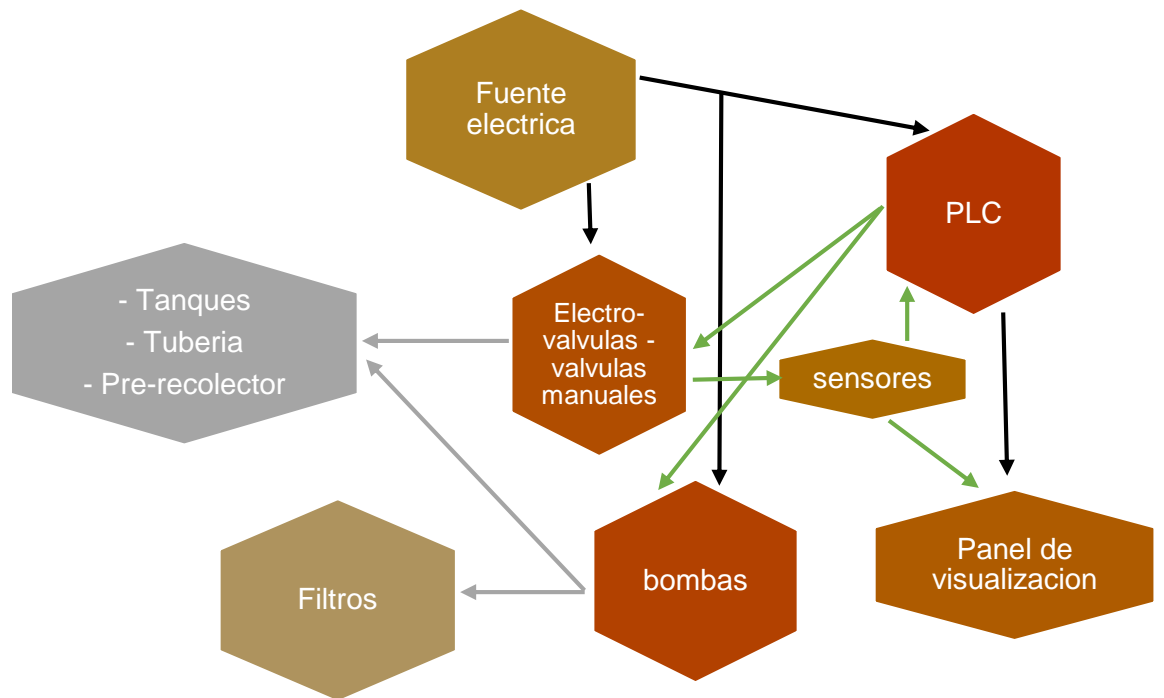 Fuente
electrica
PLC
- Tanques
- Tuberia
- Pre-recolector
Electro-
valvulas -
valvulas
manuales
sensores
Filtros
bombas
Panel de
visualizacion